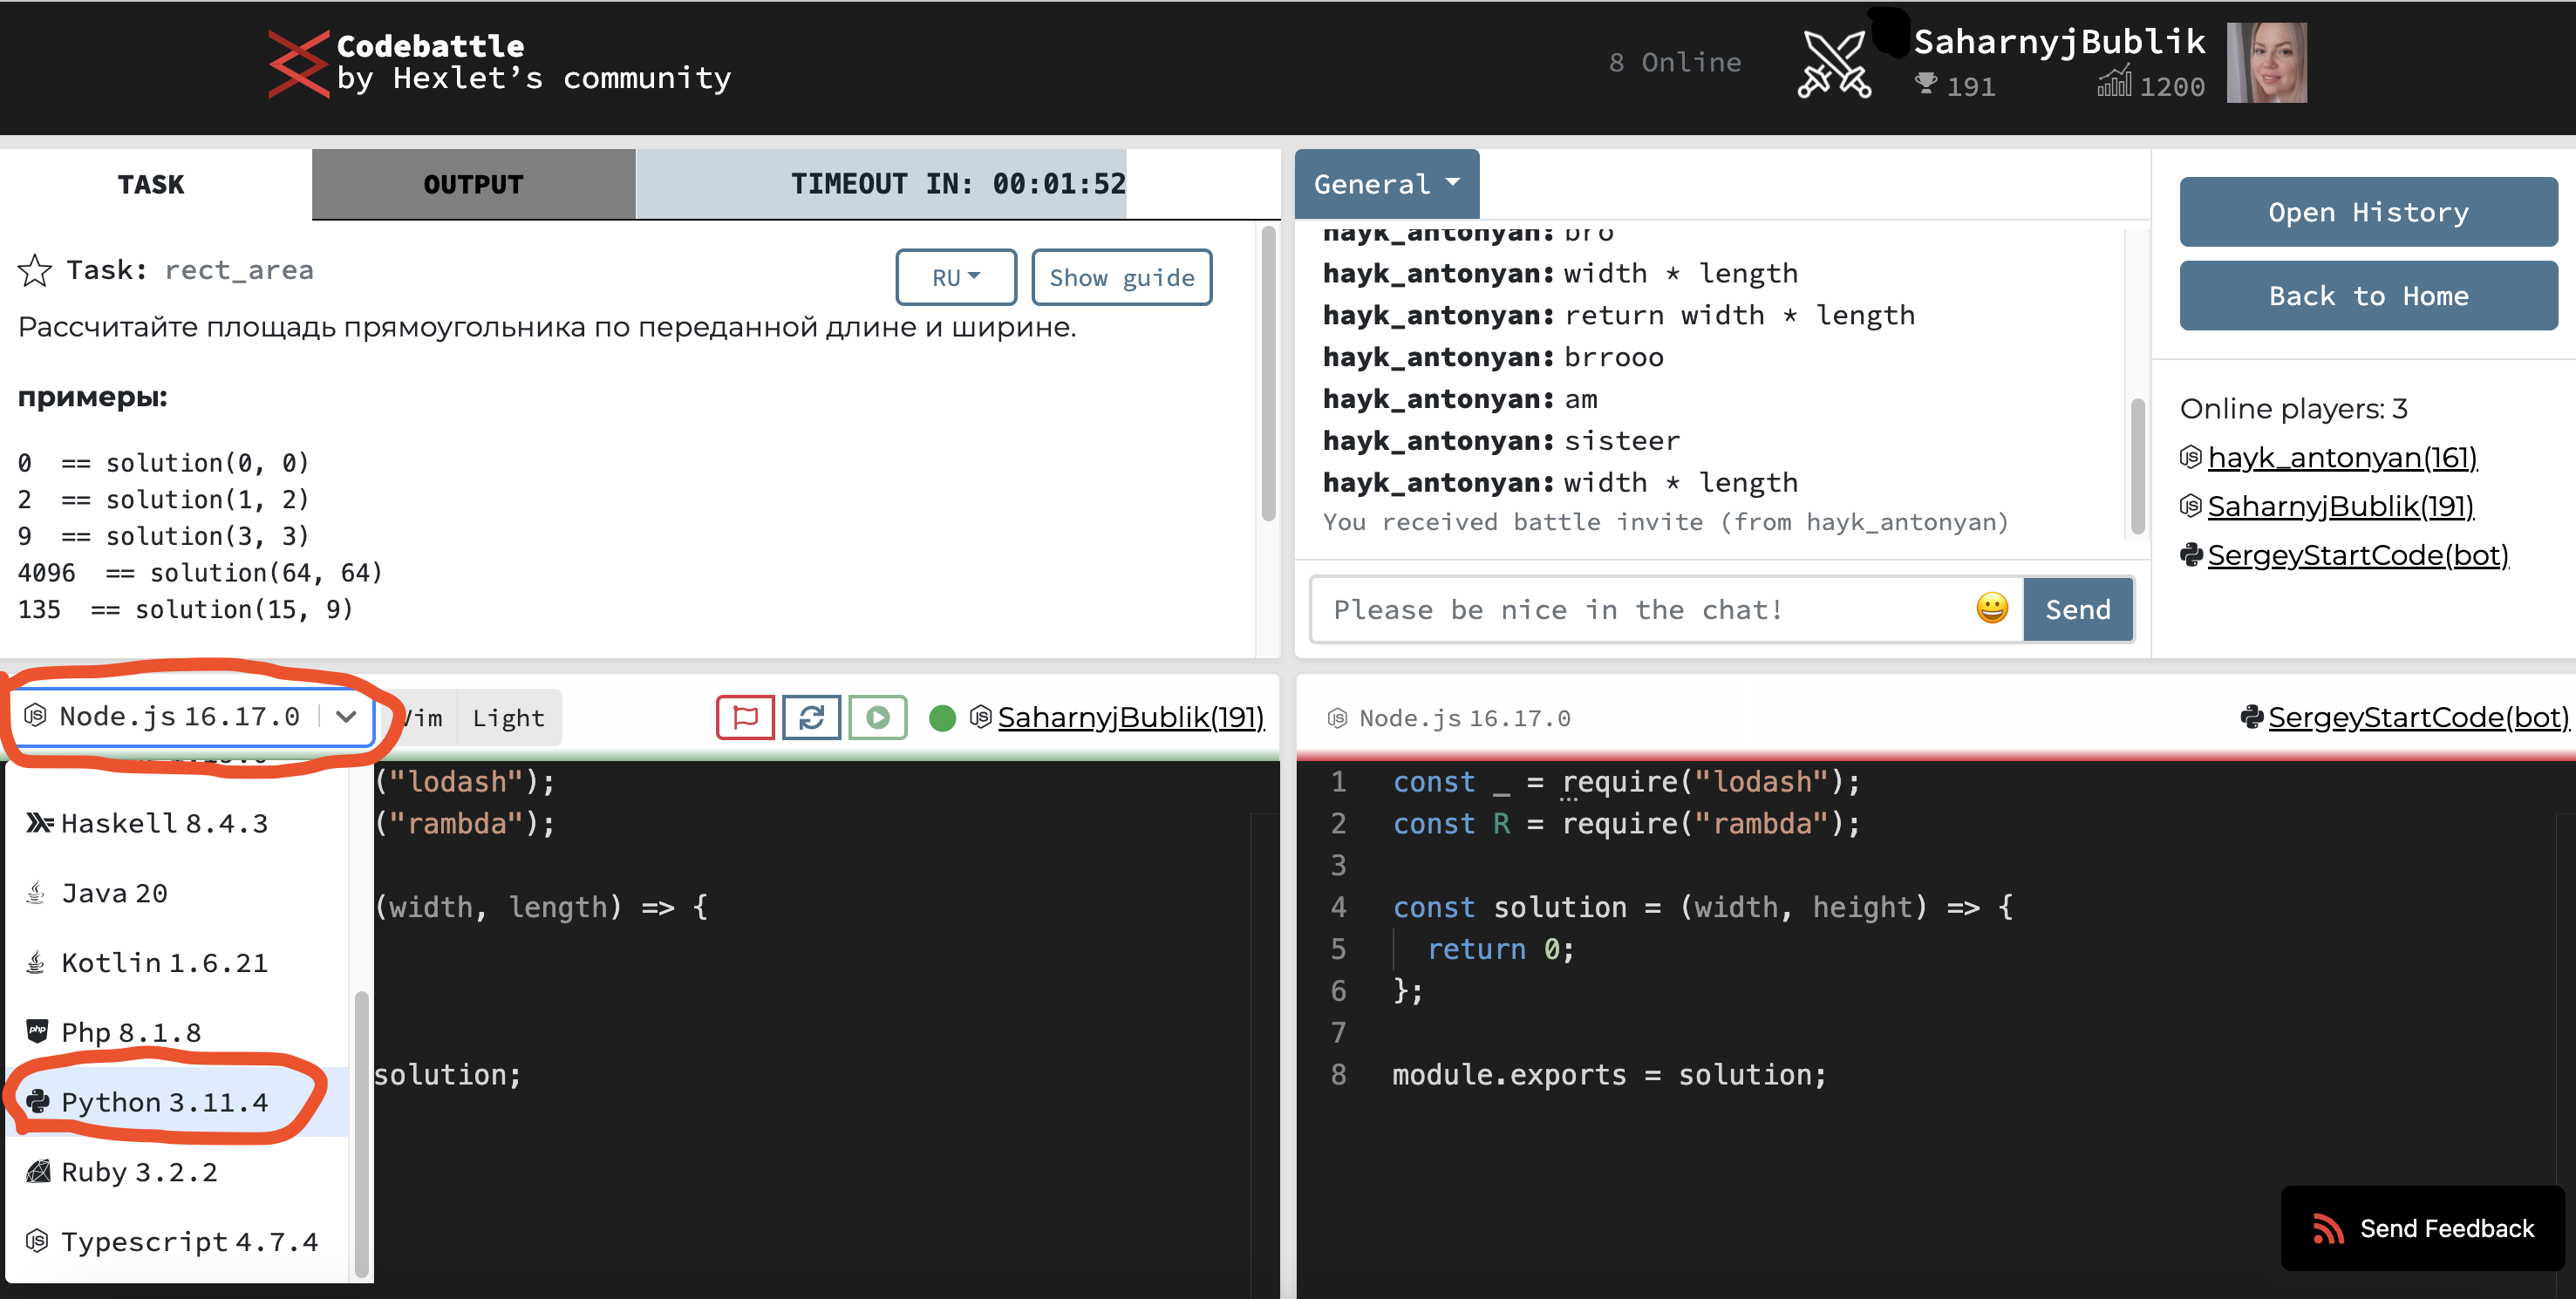 Codebattle
by Hexlet’s community
8 Online
SaharnyjBublik
191
1200
TASK
OUTPUT
TIMEOUT IN: 00:01:52
Task: rect_area
RU
Show guide
Рассчитайте площадь прямоугольника по переданной длине и ширине.
примеры:
0  == solution(0, 0)
2  == solution(1, 2)
9  == solution(3, 3)
4096  == solution(64, 64)
135  == solution(15, 9)
General
hayk_antonyan: bro
hayk_antonyan: width * length
hayk_antonyan: return width * length
hayk_antonyan: brrooo
hayk_antonyan: am
hayk_antonyan: sisteer
hayk_antonyan: width * length
You received battle invite (from hayk_antonyan)
Please be nice in the chat!
Send
Open History
Back to Home
Online players: 3
hayk_antonyan(161)
SaharnyjBublik(191)
SergeyStartCode(bot)
Node.js 16.17.0
Vim
Light
SaharnyjBublik(191)
Haskell 8.4.3
Java 20
Kotlin 1.6.21
Php 8.1.8
Python 3.11.4
Ruby 3.2.2
Typescript 4.7.4
("lodash");
("rambda");
(width, length) => {
solution;
Node.js 16.17.0
SergeyStartCode(bot)
1 const _ = require("lodash");
2 const R = require("rambda");
3
4 const solution = (width, height) => {
5 return 0;
6 };
7
8 module.exports = solution;
Send Feedback